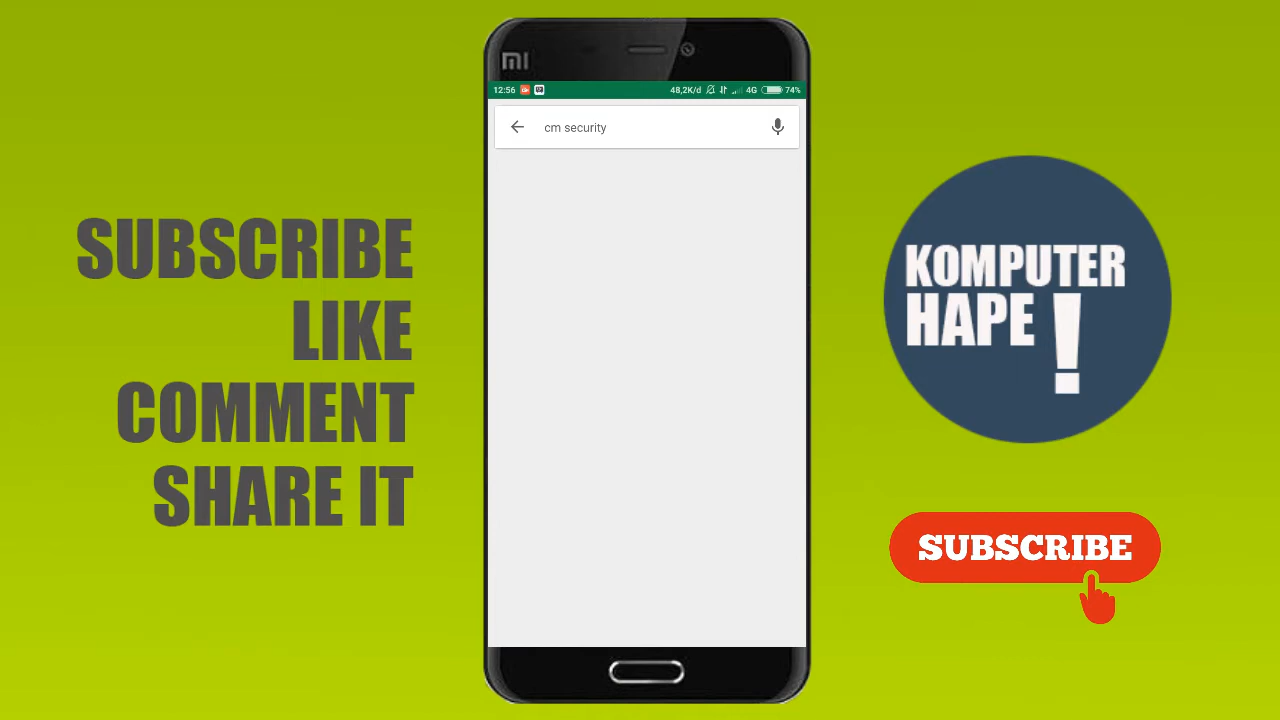 SUBSCRIBE
LIKE
COMMENT
SHARE IT
mi
12:56 48,2K/d 4G 74%
cm security
KOMPUTER
HAPE !
SUBSCRIBE